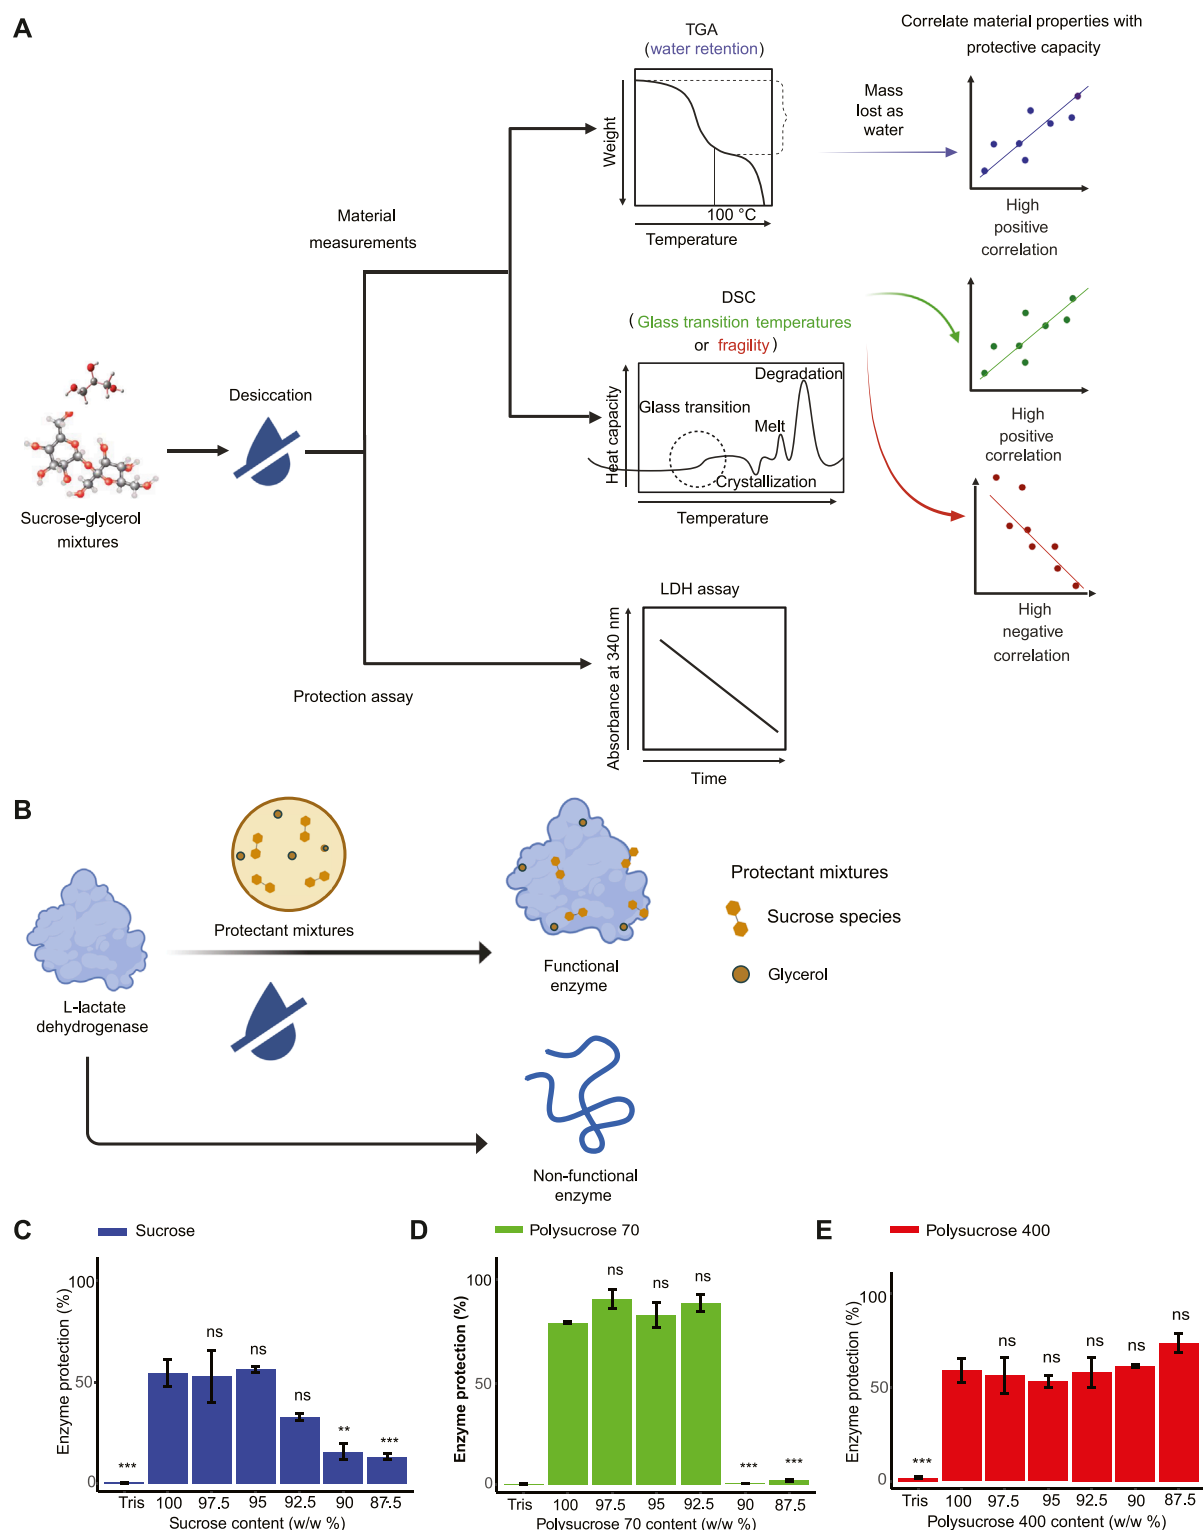 A
TGA
(water retention)
Weight
100 °C
Temperature
Mass
lost as
water
Correlate material properties with
protective capacity
High
positive
correlation
Material
measurements
DSC
(Glass transition temperatures
or fragility)
Heat capacity
Glass transition
Degradation
Melt
Crystallization
Temperature
High
positive
correlation
High
negative
correlation
Desiccation
Sucrose-glycerol
mixtures
Protection assay
LDH assay
Absorbance at 340 nm
Time
B
Protectant mixtures
L-lactate
dehydrogenase
Functional
enzyme
Non-functional
enzyme
Protectant mixtures
Sucrose species
Glycerol
C
Sucrose
Enzyme protection (%)
100
50
0
***
ns
ns
ns
**
***
Tris 100 97.5 95 92.5 90 87.5
Sucrose content (w/w %)
D
Polysucrose 70
Enzyme protection (%)
100
50
0
ns
ns
ns
***
***
Tris 100 97.5 95 92.5 90 87.5
Polysucrose 70 content (w/w %)
E
Polysucrose 400
Enzyme protection (%)
100
50
0
***
ns
ns
ns
ns
ns
Tris 100 97.5 95 92.5 90 87.5
Polysucrose 400 content (w/w %)